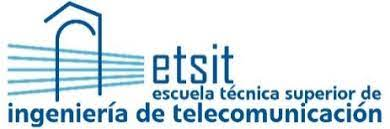 etsit
escuela técnica superior de
ingeniería de telecomunicación